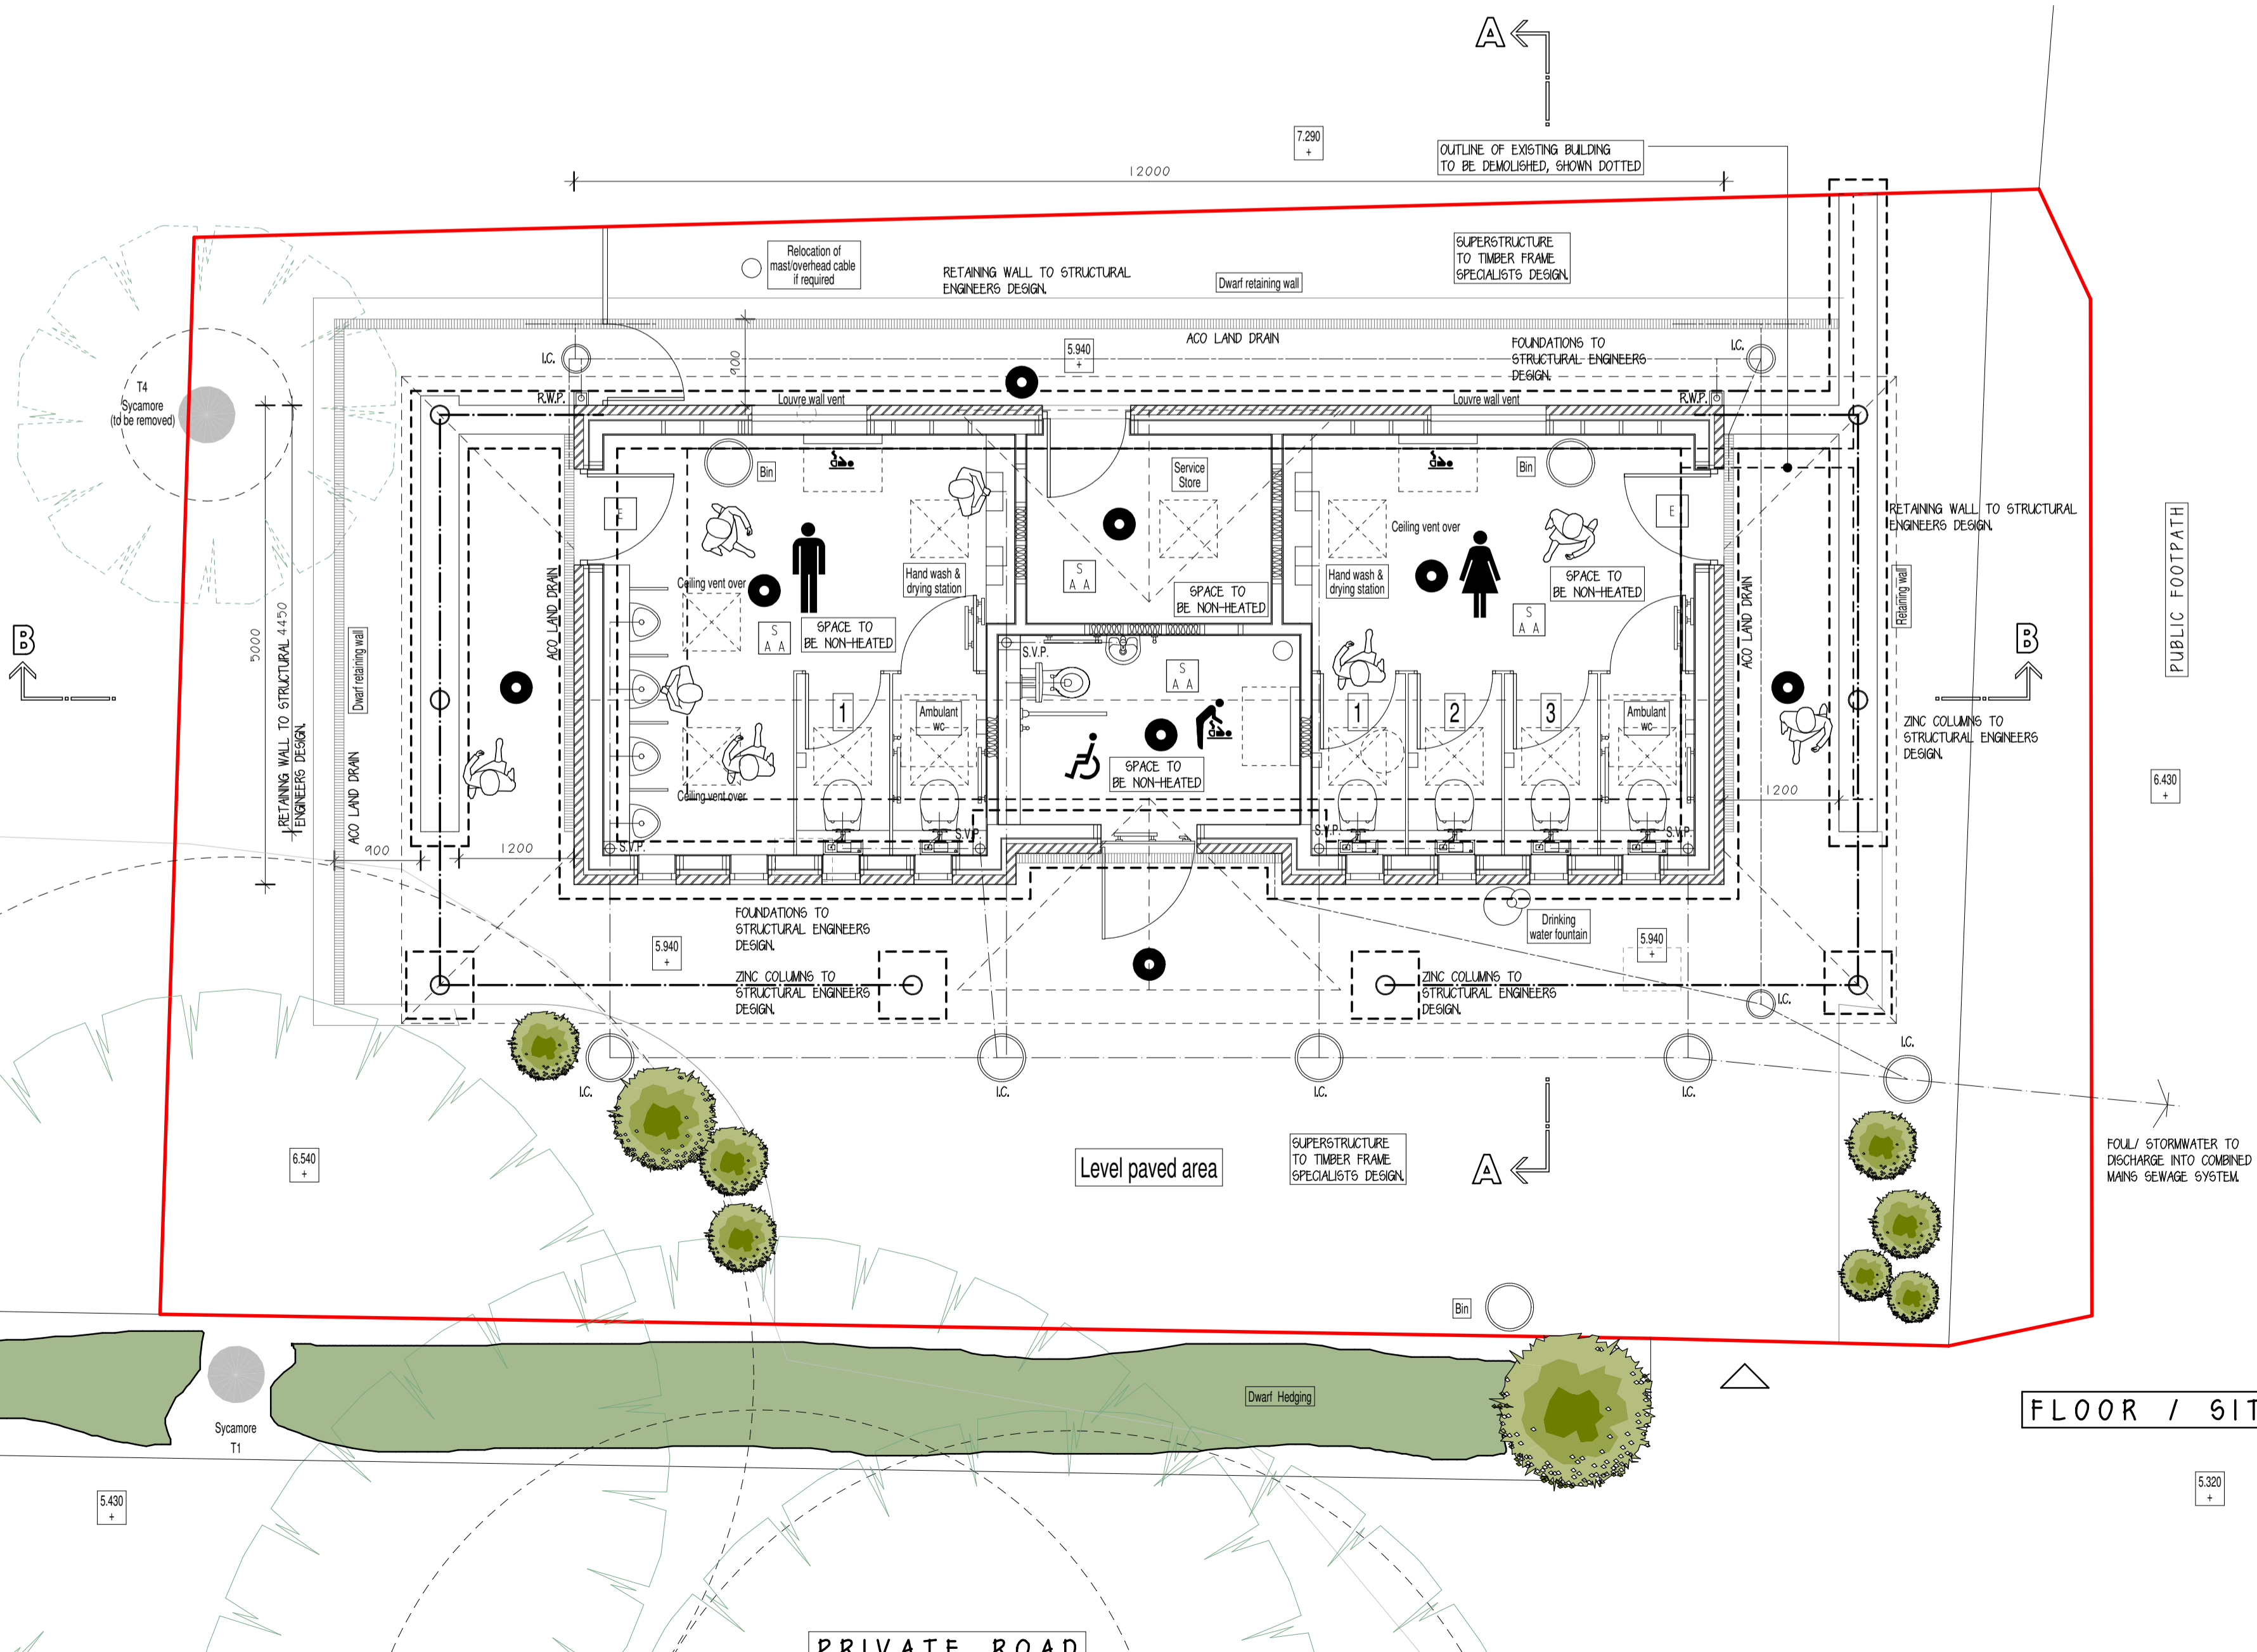 A
7.290
+
OUTLINE OF EXISTING BUILDING
TO BE DEMOLISHED, SHOWN DOTTED
12000
Relocation of
mast/overhead cable
if required
RETAINING WALL TO STRUCTURAL
ENGINEERS DESIGN.
Dwarf retaining wall
SUPERSTRUCTURE
TO TIMBER FRAME
SPECIALISTS DESIGN.
ACO LAND DRAIN
I.C.
900
5.940
+
FOUNDATIONS TO
STRUCTURAL ENGINEERS
DESIGN.
I.C.
T4
Sycamore
(to be removed)
R.W.P.
Louvre wall vent
Louvre wall vent
R.W.P.
Bin
Service
Store
Bin
E
E
RETAINING WALL TO STRUCTURAL
ENGINEERS DESIGN.
PUBLIC FOOTPATH
Ceiling vent over
Ceiling vent over
Hand wash &
drying station
S
A A
SPACE TO
BE NON-HEATED
Hand wash &
drying station
SPACE TO
BE NON-HEATED
S
A A
SPACE TO
BE NON-HEATED
S
A A
ACO LAND DRAIN
ACO LAND DRAIN
Retaining wall
5000
4450
RETAINING WALL TO STRUCTURAL
ENGINEERS DESIGN.
Dwarf retaining wall
ACO LAND DRAIN
B
B
S.V.P.
S
A A
1
Ambulant
wc
1
2
3
Ambulant
wc
ZINC COLUMNS TO
STRUCTURAL ENGINEERS
DESIGN.
SPACE TO
BE NON-HEATED
6.430
+
Ceiling vent over
1200
S.V.P.
S.V.P.
S.V.P.
S.V.P.
900
1200
FOUNDATIONS TO
STRUCTURAL ENGINEERS
DESIGN.
5.940
+
Drinking
water fountain
5.940
+
ZINC COLUMNS TO
STRUCTURAL ENGINEERS
DESIGN.
ZINC COLUMNS TO
STRUCTURAL ENGINEERS
DESIGN.
I.C.
I.C.
I.C.
I.C.
I.C.
I.C.
6.540
+
Level paved area
SUPERSTRUCTURE
TO TIMBER FRAME
SPECIALISTS DESIGN.
A
FOUL/ STORMWATER TO
DISCHARGE INTO COMBINED
MAINS SEWAGE SYSTEM.
Bin
Dwarf Hedging
Sycamore
T1
FLOOR / SIT
5.430
+
5.320
+
PRIVATE ROAD